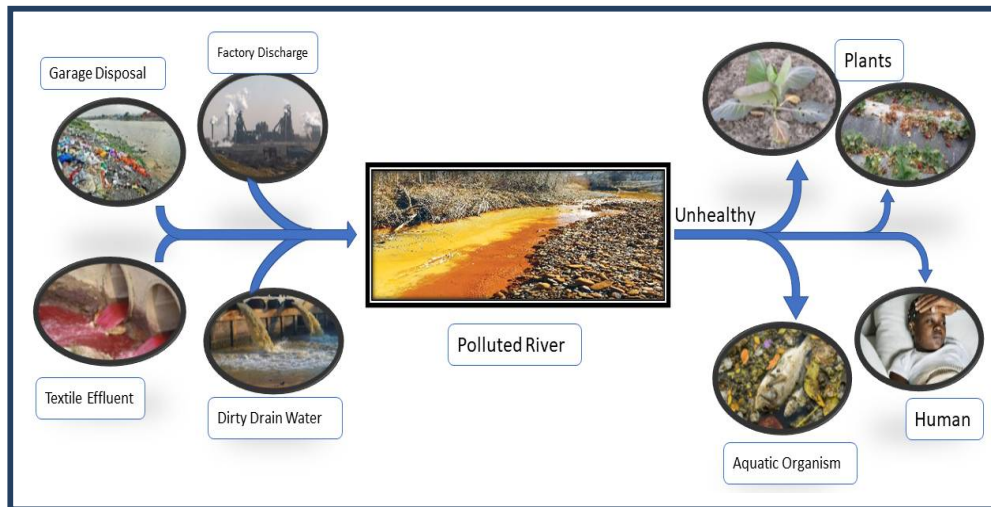 Garage Disposal
Factory Discharge
Textile Effluent
Dirty Drain Water
Polluted River
Unhealthy
Plants
Aquatic Organism
Human